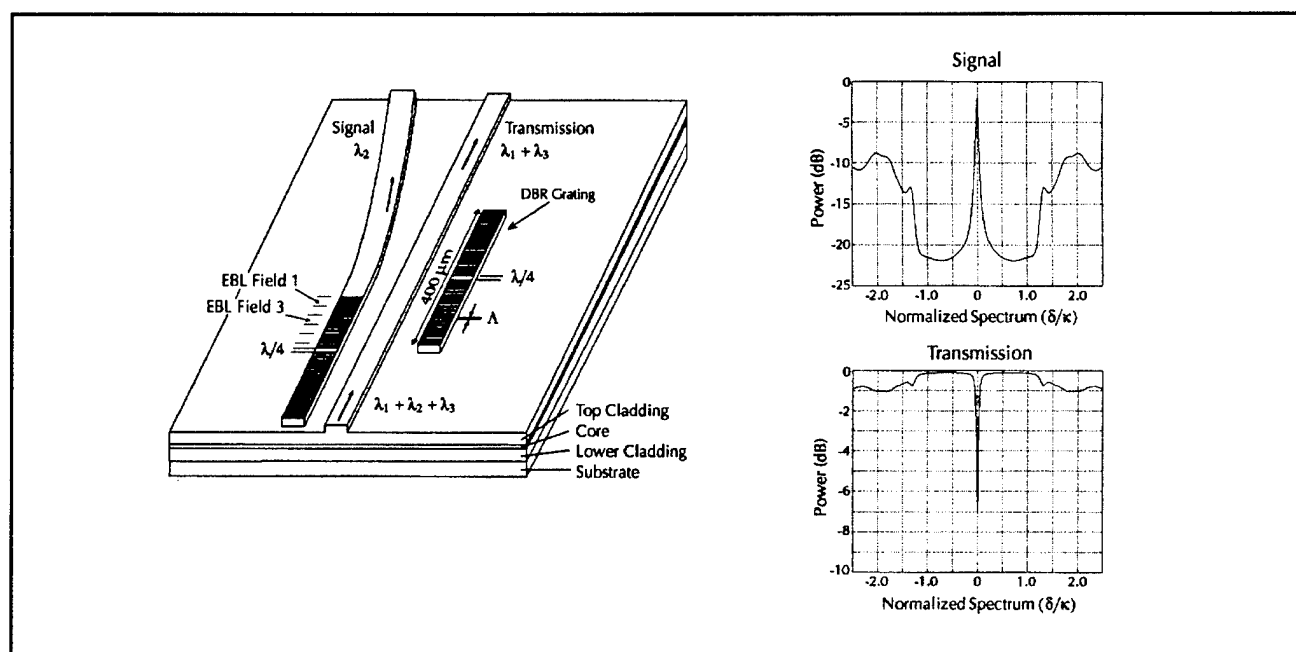 Signal
λ₂
Transmission
λ₁ + λ₃
DBR Grating
400 μm
λ/4
Λ
EBL Field 1
EBL Field 3
λ/4
λ₁ + λ₂ + λ₃
Top Cladding
Core
Lower Cladding
Substrate
Signal
Power (dB)
0
-5
-10
-15
-20
-25
-2.0 -1.0 0 1.0 2.0
Normalized Spectrum (δ/κ)
Transmission
Power (dB)
0
-2
-4
-6
-8
-10
-2.0 -1.0 0 1.0 2.0
Normalized Spectrum (δ/κ)